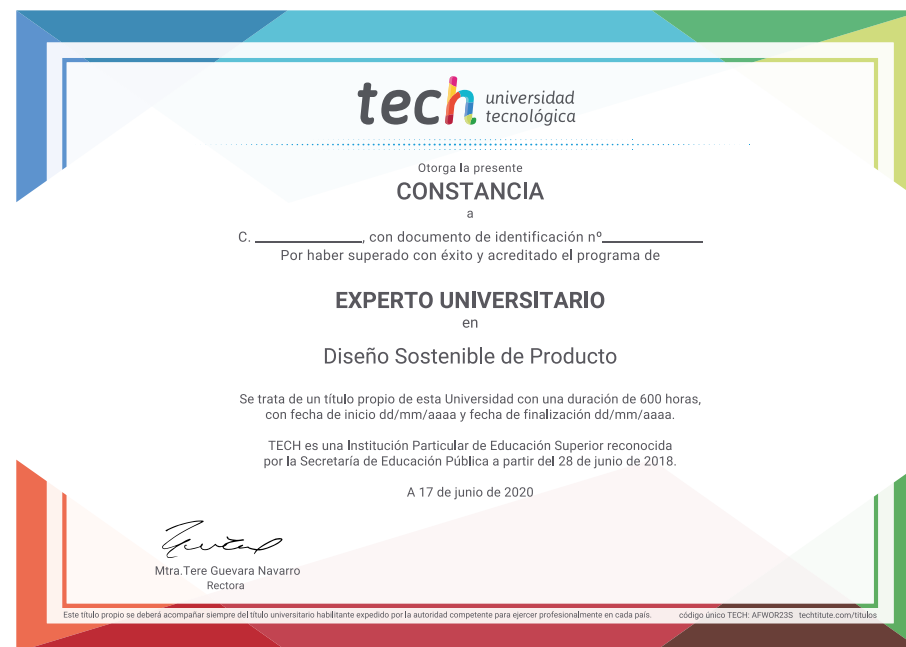 tech universidad
tecnológica
Otorga la presente
CONSTANCIA
a
C. ______________, con documento de identificación nº_____________
Por haber superado con éxito y acreditado el programa de
EXPERTO UNIVERSITARIO
en
Diseño Sostenible de Producto
Se trata de un título propio de esta Universidad con una duración de 600 horas,
con fecha de inicio dd/mm/aaaa y fecha de finalización dd/mm/aaaa.
TECH es una Institución Particular de Educación Superior reconocida
por la Secretaría de Educación Pública a partir del 28 de junio de 2018.
A 17 de junio de 2020
Mtra.Tere Guevara Navarro
Rectora
Este título propio se deberá acompañar siempre del título universitario habilitante expedido por la autoridad competente para ejercer profesionalmente en cada país. código único TECH: AFWOR23S techtitute.com/títulos